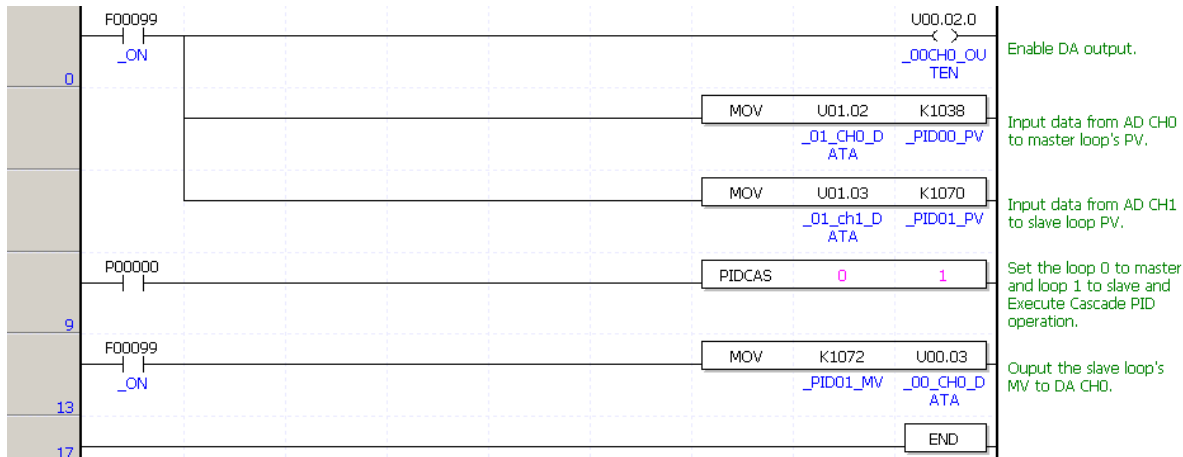 F00099
U00.02.0
_ON
_00CH0_OU
TEN
Enable DA output.
0
MOV U01.02 K1038
_01_CH0_D
ATA
_PID00_PV
Input data from AD CH0
to master loop's PV.
MOV U01.03 K1070
_01_ch1_D
ATA
_PID01_PV
Input data from AD CH1
to slave loop PV.
P00000
PIDCAS 0 1
Set the loop 0 to master
and loop 1 to slave and
Execute Cascade PID
operation.
9
F00099
_ON
MOV K1072 U00.03
_PID01_MV
_00_CH0_D
ATA
Ouput the slave loop's
MV to DA CH0.
13
END
17